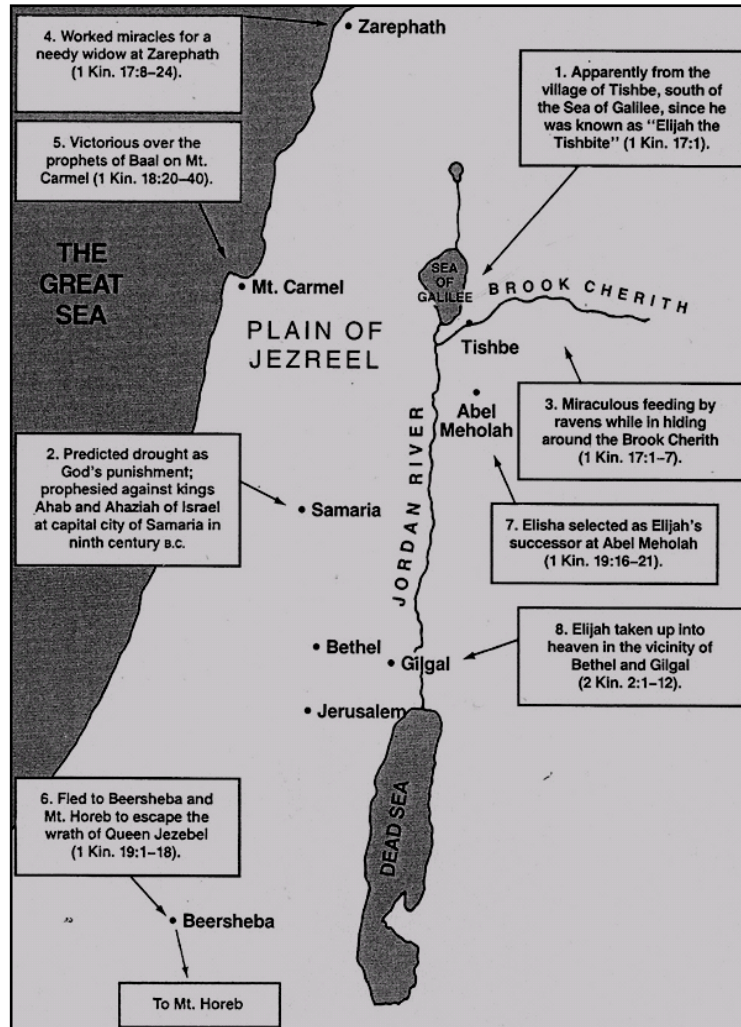 Zarephath
4. Worked miracles for a
needy widow at Zarephath
(1 Kin. 17:8–24).
1. Apparently from the
village of Tishbe, south of
the Sea of Galilee, since he
was known as "Elijah the
Tishbite" (1 Kin. 17:1).
5. Victorious over the
prophets of Baal on Mt.
Carmel (1 Kin. 18:20–40).
THE
GREAT
SEA
SEA
OF
GALILEE
BROOK CHERITH
Mt. Carmel
PLAIN OF
JEZREEL
Tishbe
Abel
Meholah
3. Miraculous feeding by
ravens while in hiding
around the Brook Cherith
(1 Kin. 17:1–7).
JORDAN RIVER
2. Predicted drought as
God's punishment;
prophesied against kings
Ahab and Ahaziah of Israel
at capital city of Samaria in
ninth century B.C.
Samaria
7. Elisha selected as Elijah's
successor at Abel Meholah
(1 Kin. 19:16–21).
8. Elijah taken up into
heaven in the vicinity of
Bethel and Gilgal
(2 Kin. 2:1–12).
Bethel
Gilgal
Jerusalem
DEAD SEA
6. Fled to Beersheba and
Mt. Horeb to escape the
wrath of Queen Jezebel
(1 Kin. 19:1–18).
Beersheba
To Mt. Horeb